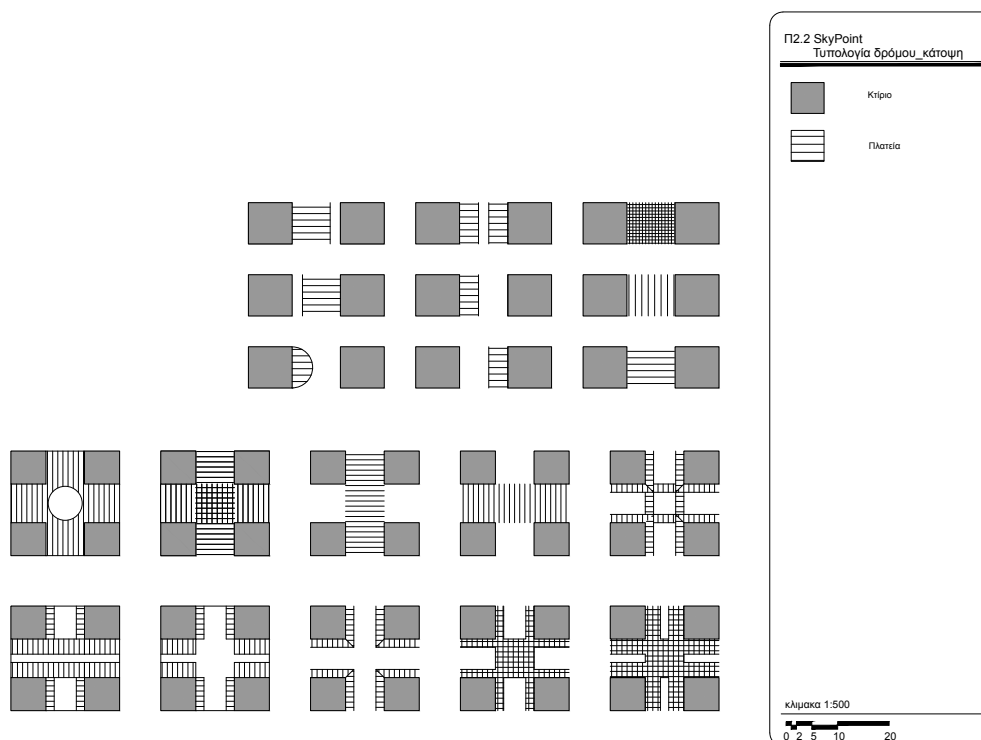 Π2.2 SkyPoint
Τυπολογία δρόμου_κάτοψη
Κτίριο
Πλατεία
κλιμακα 1:500
0 2 5 10 20